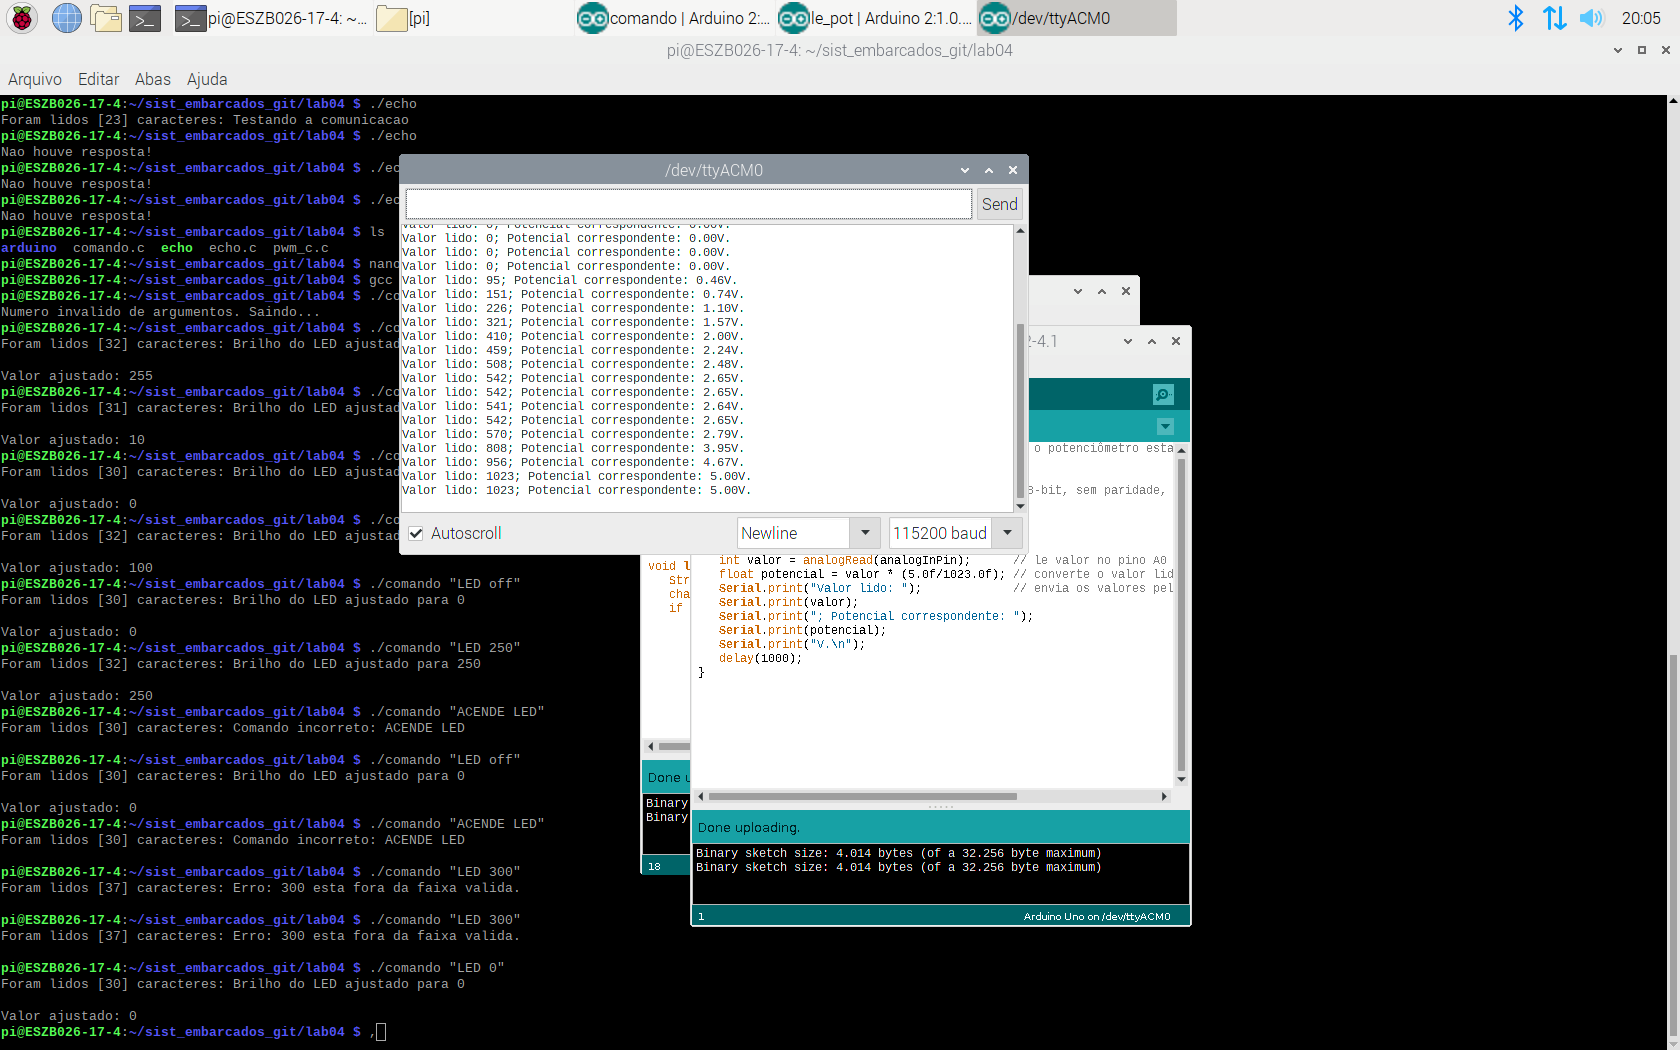 pi@ESZB026-17-4: ~...
[pi]
comando | Arduino 2:...
le_pot | Arduino 2:1.0....
/dev/ttyACM0
20:05
pi@ESZB026-17-4: ~/sist_embarcados_git/lab04
Arquivo Editar Abas Ajuda
pi@ESZB026-17-4:~/sist_embarcados_git/lab04 $ ./echo
Foram lidos [23] caracteres: Testando a comunicacao
pi@ESZB026-17-4:~/sist_embarcados_git/lab04 $ ./echo
Nao houve resposta!
pi@ESZB026-17-4:~/sist_embarcados_git/lab04 $ ./ec
Nao houve resposta!
pi@ESZB026-17-4:~/sist_embarcados_git/lab04 $ ./ec
Nao houve resposta!
pi@ESZB026-17-4:~/sist_embarcados_git/lab04 $ ls
arduino comando.c echo echo.c pwm_c.c
pi@ESZB026-17-4:~/sist_embarcados_git/lab04 $ nano
pi@ESZB026-17-4:~/sist_embarcados_git/lab04 $ gcc
pi@ESZB026-17-4:~/sist_embarcados_git/lab04 $ ./co
Numero invalido de argumentos. Saindo...
pi@ESZB026-17-4:~/sist_embarcados_git/lab04 $ ./co
Foram lidos [32] caracteres: Brilho do LED ajustad
Valor ajustado: 255
pi@ESZB026-17-4:~/sist_embarcados_git/lab04 $ ./co
Foram lidos [31] caracteres: Brilho do LED ajustad
Valor ajustado: 10
pi@ESZB026-17-4:~/sist_embarcados_git/lab04 $ ./co
Foram lidos [30] caracteres: Brilho do LED ajustad
Valor ajustado: 0
pi@ESZB026-17-4:~/sist_embarcados_git/lab04 $ ./co
Foram lidos [32] caracteres: Brilho do LED ajustad
Valor ajustado: 100
pi@ESZB026-17-4:~/sist_embarcados_git/lab04 $ ./comando "LED off"
Foram lidos [30] caracteres: Brilho do LED ajustado para 0
Valor ajustado: 0
pi@ESZB026-17-4:~/sist_embarcados_git/lab04 $ ./comando "LED 250"
Foram lidos [32] caracteres: Brilho do LED ajustado para 250
Valor ajustado: 250
pi@ESZB026-17-4:~/sist_embarcados_git/lab04 $ ./comando "ACENDE LED"
Foram lidos [30] caracteres: Comando incorreto: ACENDE LED
pi@ESZB026-17-4:~/sist_embarcados_git/lab04 $ ./comando "LED off"
Foram lidos [30] caracteres: Brilho do LED ajustado para 0
Valor ajustado: 0
pi@ESZB026-17-4:~/sist_embarcados_git/lab04 $ ./comando "ACENDE LED"
Foram lidos [30] caracteres: Comando incorreto: ACENDE LED
pi@ESZB026-17-4:~/sist_embarcados_git/lab04 $ ./comando "LED 300"
Foram lidos [37] caracteres: Erro: 300 esta fora da faixa valida.
pi@ESZB026-17-4:~/sist_embarcados_git/lab04 $ ./comando "LED 300"
Foram lidos [37] caracteres: Erro: 300 esta fora da faixa valida.
pi@ESZB026-17-4:~/sist_embarcados_git/lab04 $ ./comando "LED 0"
Foram lidos [30] caracteres: Brilho do LED ajustado para 0
Valor ajustado: 0
pi@ESZB026-17-4:~/sist_embarcados_git/lab04 $ ,
/dev/ttyACM0
Send
Valor lido: 0; Potencial correspondente: 0.00V.
Valor lido: 0; Potencial correspondente: 0.00V.
Valor lido: 0; Potencial correspondente: 0.00V.
Valor lido: 0; Potencial correspondente: 0.00V.
Valor lido: 95; Potencial correspondente: 0.46V.
Valor lido: 151; Potencial correspondente: 0.74V.
Valor lido: 226; Potencial correspondente: 1.10V.
Valor lido: 321; Potencial correspondente: 1.57V.
Valor lido: 410; Potencial correspondente: 2.00V.
Valor lido: 459; Potencial correspondente: 2.24V.
Valor lido: 508; Potencial correspondente: 2.48V.
Valor lido: 542; Potencial correspondente: 2.65V.
Valor lido: 542; Potencial correspondente: 2.65V.
Valor lido: 541; Potencial correspondente: 2.64V.
Valor lido: 542; Potencial correspondente: 2.65V.
Valor lido: 570; Potencial correspondente: 2.79V.
Valor lido: 808; Potencial correspondente: 3.95V.
Valor lido: 956; Potencial correspondente: 4.67V.
Valor lido: 1023; Potencial correspondente: 5.00V.
Valor lido: 1023; Potencial correspondente: 5.00V.
Autoscroll
Newline
115200 baud
2-4.1
o potenciômetro esta
8-bit, sem paridade,
int valor = analogRead(analogInPin); // le valor no pino A0
float potencial = valor * (5.0f/1023.0f); // converte o valor lid
Serial.print("Valor lido: "); // envia os valores pel
Serial.print(valor);
Serial.print("; Potencial correspondente: ");
Serial.print(potencial);
Serial.print("V.\n");
delay(1000);
}
Done uploading.
Binary sketch size: 4.014 bytes (of a 32.256 byte maximum)
Binary sketch size: 4.014 bytes (of a 32.256 byte maximum)
1
Arduino Uno on /dev/ttyACM0
void l
Str
cha
if
Done u
Binary
Binary
18